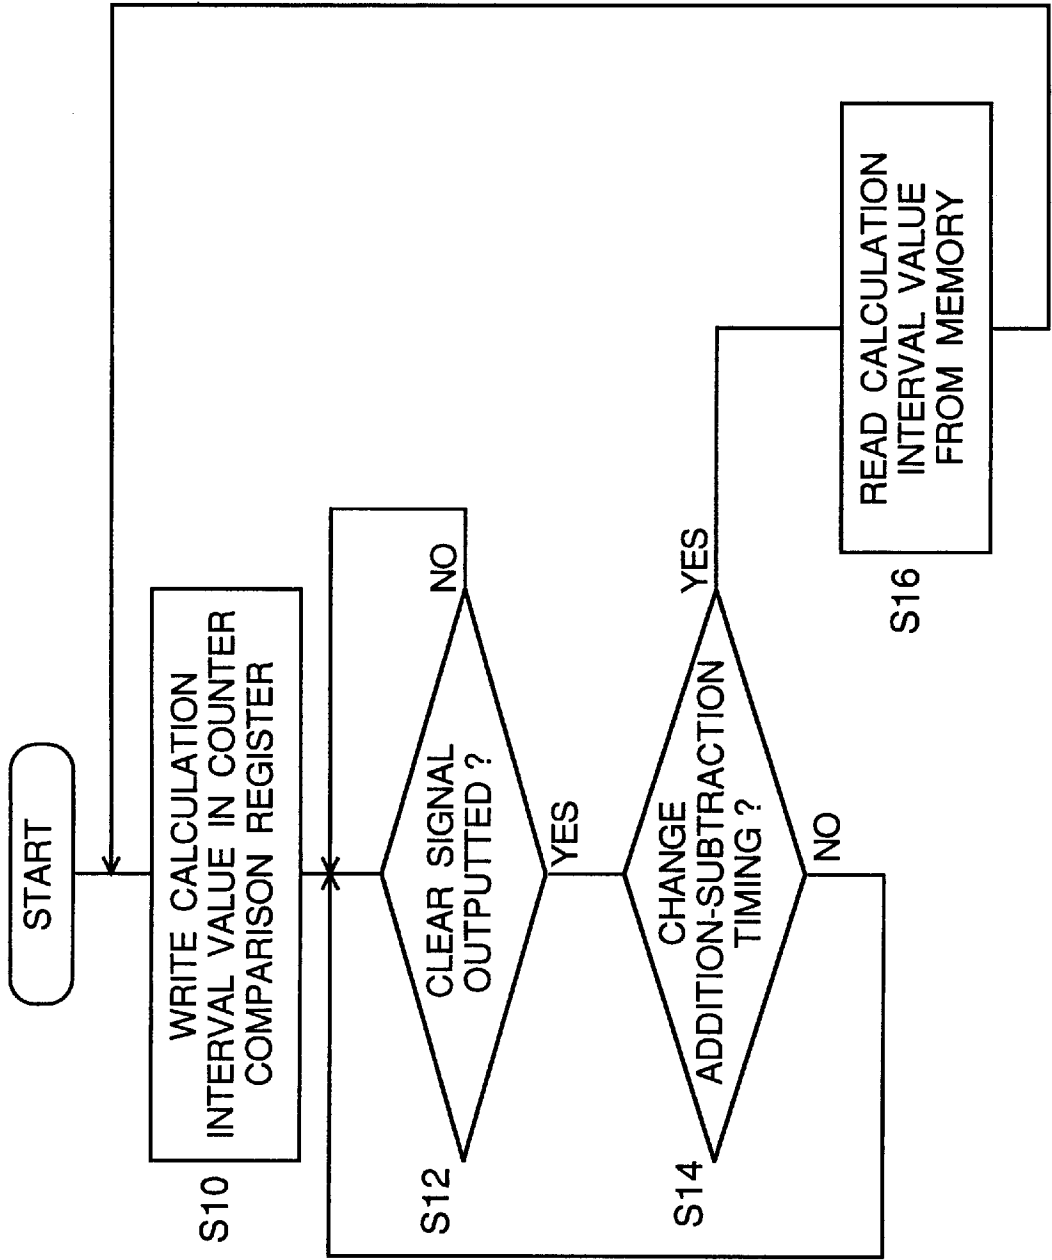 START
S10
WRITE CALCULATION
INTERVAL VALUE IN COUNTER
COMPARISON REGISTER
S12
CLEAR SIGNAL
OUTPUTTED ?
NO
YES
S14
CHANGE
ADDITION-SUBTRACTION
TIMING ?
YES
NO
S16
READ CALCULATION
INTERVAL VALUE
FROM MEMORY